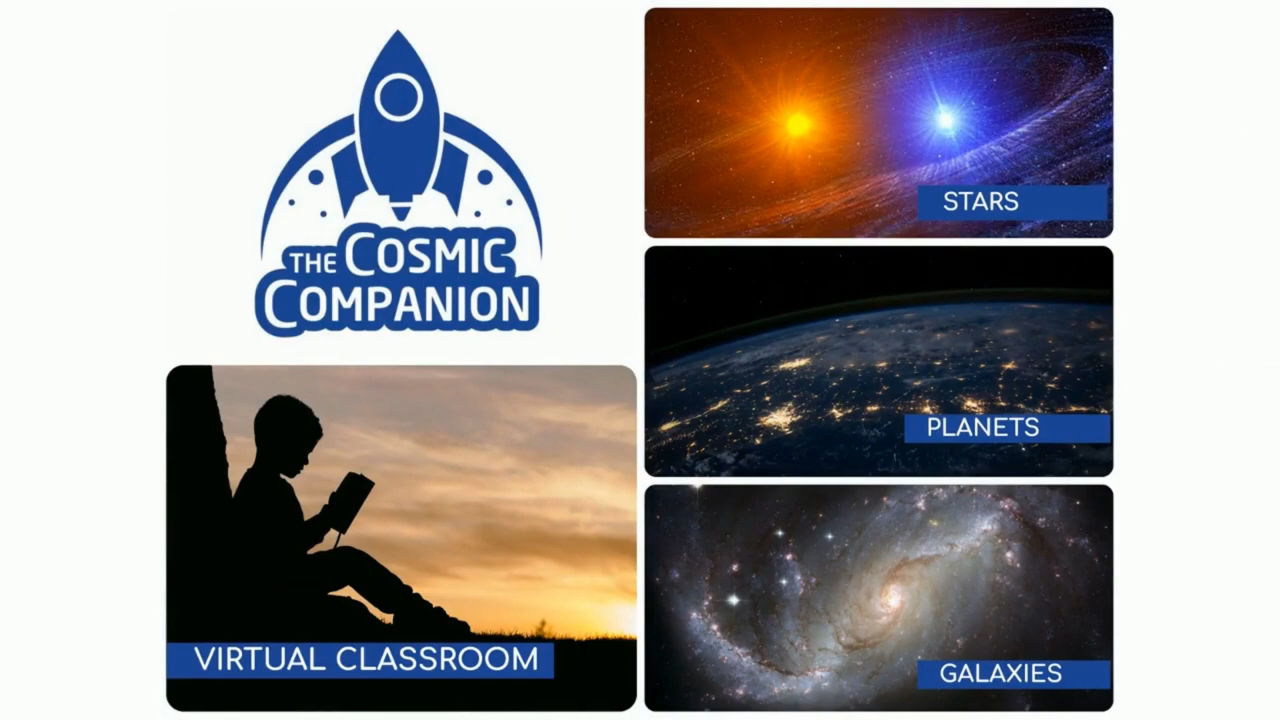 THE COSMIC
COMPANION
VIRTUAL CLASSROOM
STARS
PLANETS
GALAXIES